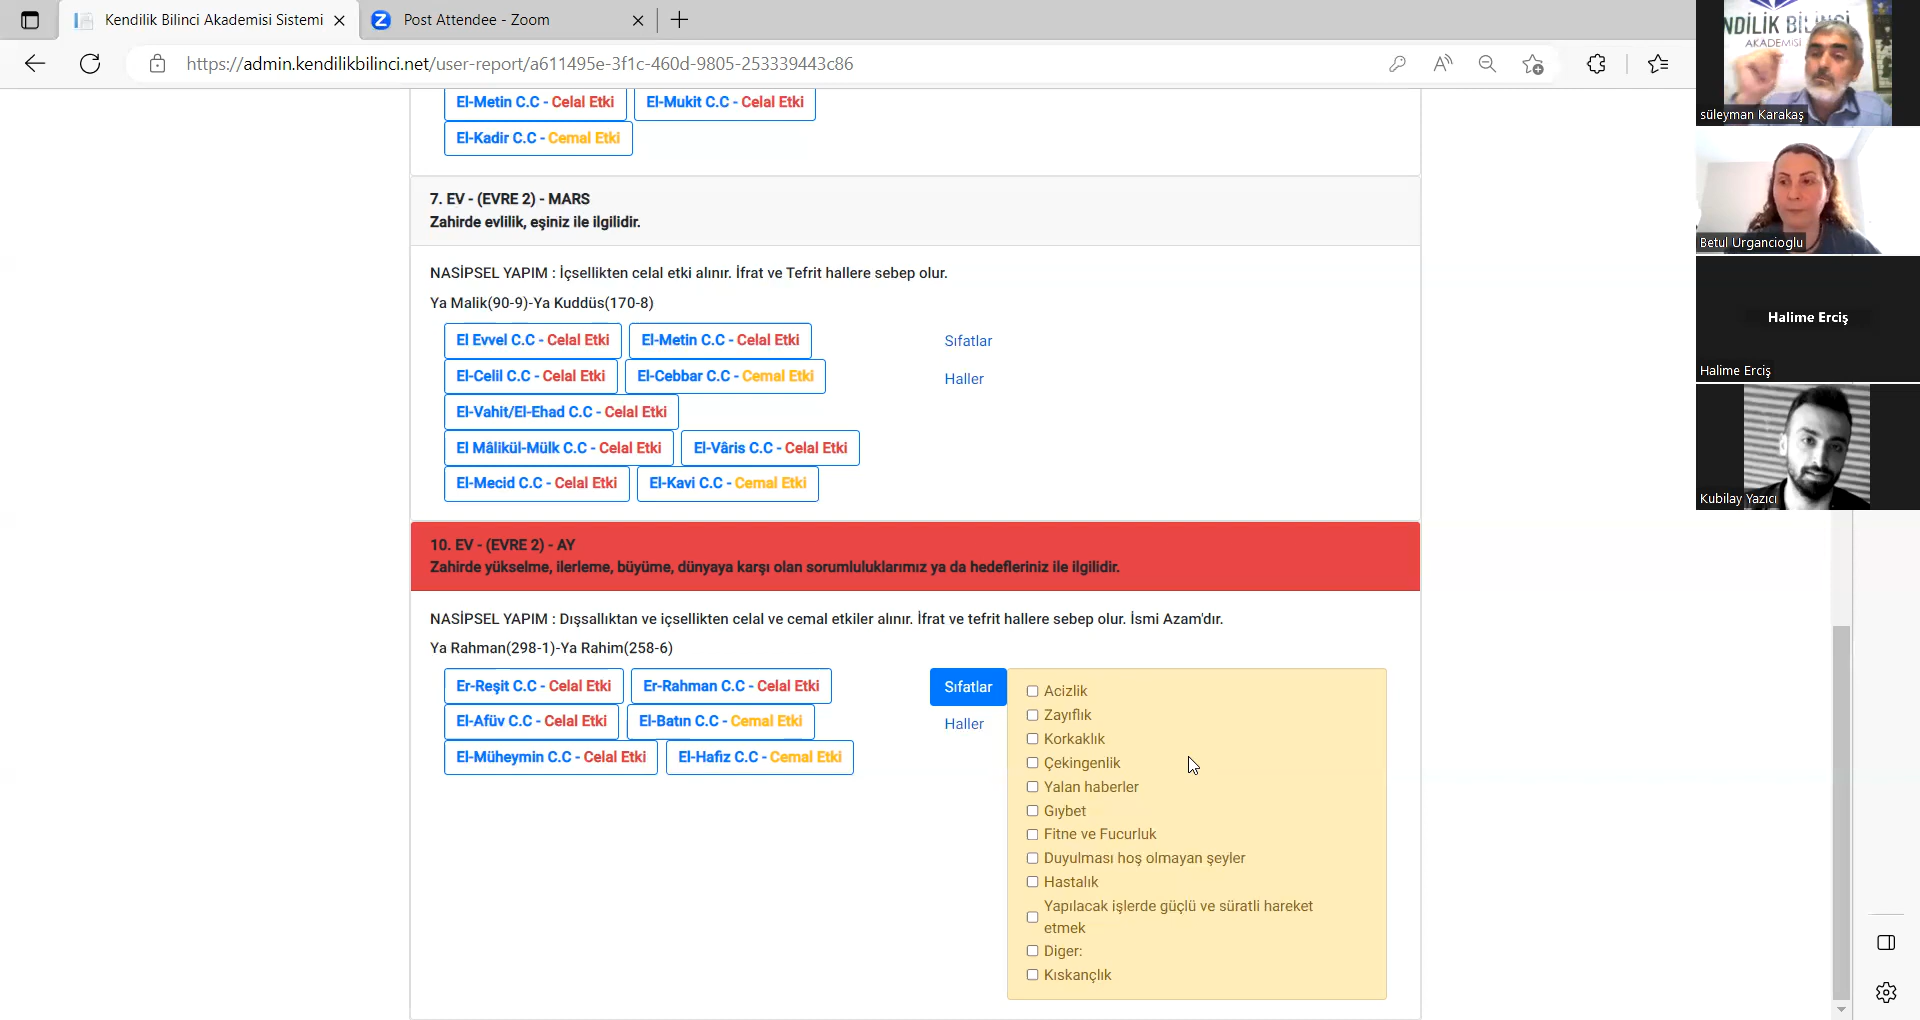 Kendilik Bilinci Akademisi Sistemi
Post Attendee - Zoom
https://admin.kendilikbilinci.net/user-report/a611495e-3f1c-460d-9805-253339443c86
El-Metin C.C - Celal Etki
El-Mukit C.C - Celal Etki
El-Kadir C.C - Cemal Etki
7. EV - (EVRE 2) - MARS
Zahirde evlilik, eşiniz ile ilgilidir.
NASİPSEL YAPIM : İçsellikten celal etki alınır. İfrat ve Tefrit hallere sebep olur.
Ya Malik(90-9)-Ya Kuddüs(170-8)
El Evvel C.C - Celal Etki
El-Metin C.C - Celal Etki
El-Celil C.C - Celal Etki
El-Cebbar C.C - Cemal Etki
El-Vahit/El-Ehad C.C - Celal Etki
El Mâlikül-Mülk C.C - Celal Etki
El-Vâris C.C - Celal Etki
El-Mecid C.C - Celal Etki
El-Kavi C.C - Cemal Etki
Sıfatlar
Haller
10. EV - (EVRE 2) - AY
Zahirde yükselme, ilerleme, büyüme, dünyaya karşı olan sorumluluklarımız ya da hedefleriniz ile ilgilidir.
NASİPSEL YAPIM : Dışsallıktan ve içsellikten celal ve cemal etkiler alınır. İfrat ve tefrit hallere sebep olur. İsmi Azam'dır.
Ya Rahman(298-1)-Ya Rahim(258-6)
Er-Reşit C.C - Celal Etki
Er-Rahman C.C - Celal Etki
El-Afüv C.C - Celal Etki
El-Batın C.C - Cemal Etki
El-Müheymin C.C - Celal Etki
El-Hafız C.C - Cemal Etki
Sıfatlar
Haller
Acizlik
Zayıflık
Korkaklık
Çekingenlik
Yalan haberler
Gıybet
Fitne ve Fucurluk
Duyulması hoş olmayan şeyler
Hastalık
Yapılacak işlerde güçlü ve süratli hareket
etmek
Diger:
Kıskançlık
NDİLİK BİLİNCİ
AKADEMİSİ
süleyman Karakaş
Betul Urgancioglu
Halime Erciş
Halime Erciş
Kubilay Yazıcı